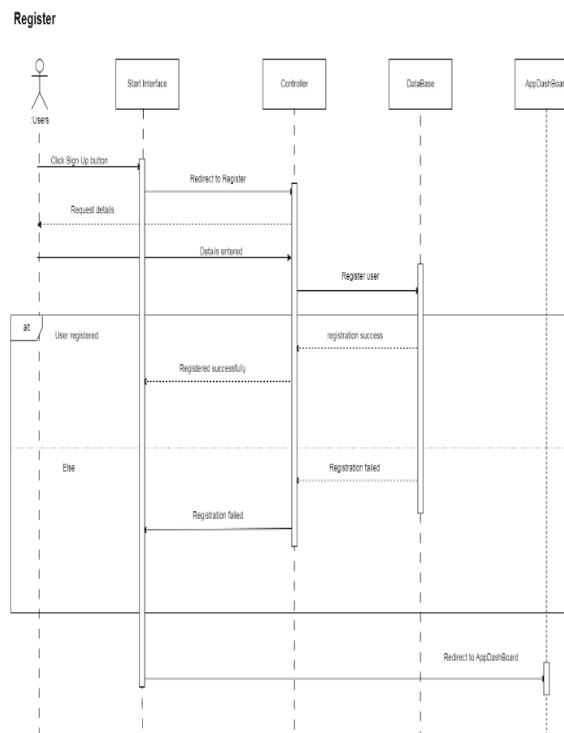 Register
Start Interface
Controller
DataBase
AppDashBoar
:Users
Click Sign Up button
Redirect to Register
Request details
Details entered
Register user
alt
User registered
registration success
Registered successfully
Else
Registration failed
Registration failed
Redirect to AppDashBoard